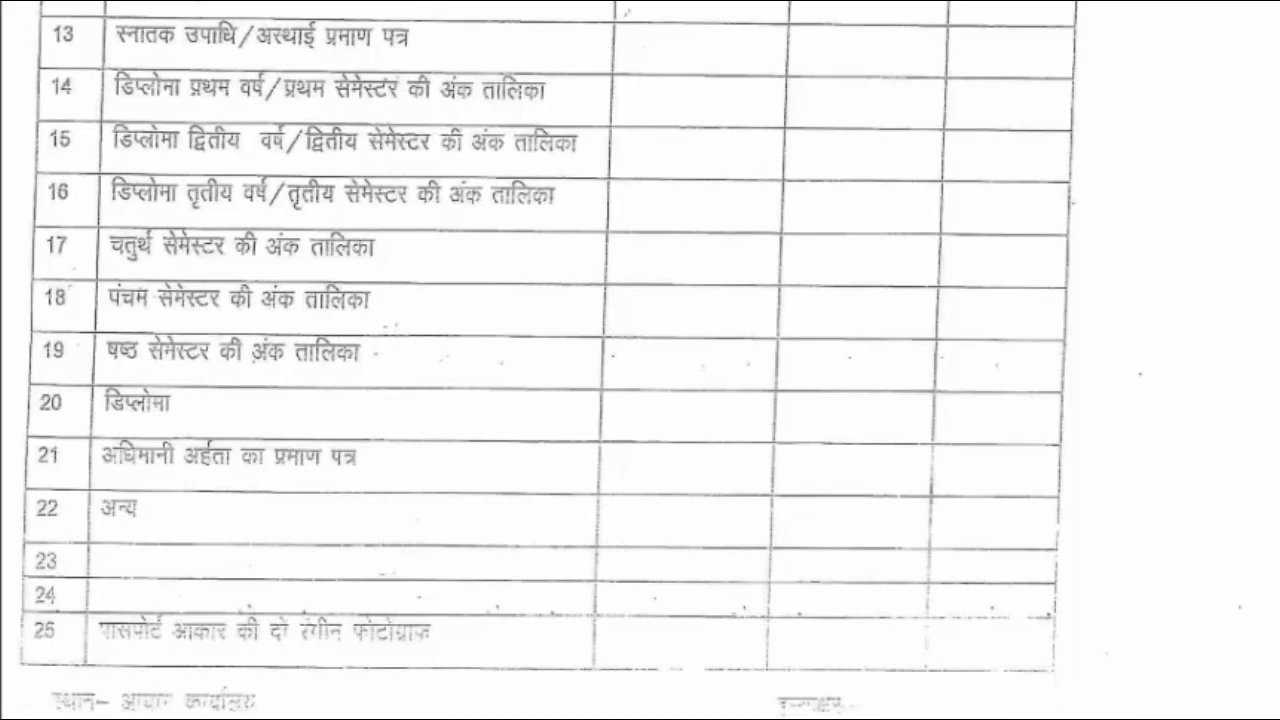 13 स्नातक उपाधि/अस्थाई प्रमाण पत्र
14 डिप्लोमा प्रथम वर्ष/प्रथम सेमेस्टर की अंक तालिका
15 डिप्लोमा द्वितीय वर्ष/द्वितीय सेमेस्टर की अंक तालिका
16 डिप्लोमा तृतीय वर्ष/तृतीय सेमेस्टर की अंक तालिका
17 चतुर्थ सेमेस्टर की अंक तालिका
18 पंचम सेमेस्टर की अंक तालिका
19 षष्ठ सेमेस्टर की अंक तालिका
20 डिप्लोमा
21 अधिमानी अर्हता का प्रमाण पत्र
22 अन्य
23
24
25 पासपोर्ट आकार की दो रंगीन फोटोग्राफ
स्थान– आयोग कार्यालय